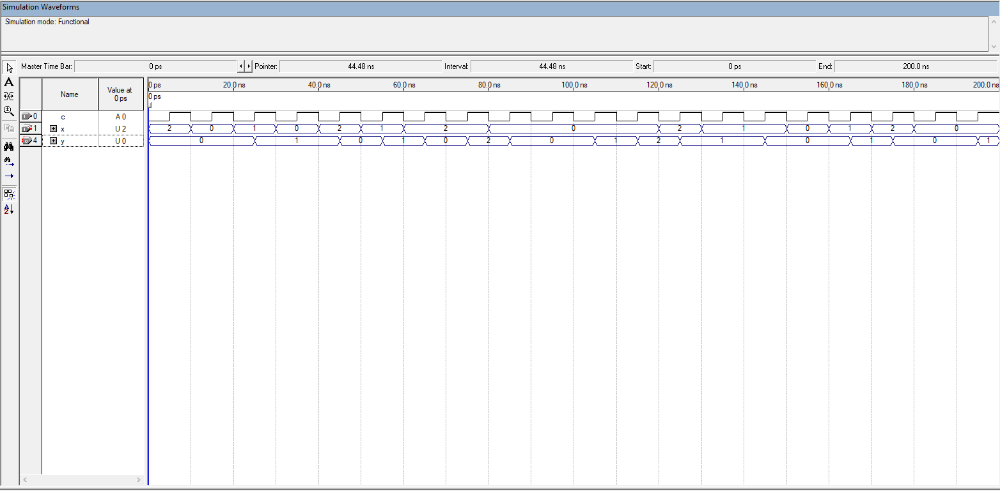 Simulation Waveforms
Simulation mode: Functional
Master Time Bar: 0 ps Pointer: 44.48 ns Interval: 44.48 ns Start: 0 ps End: 200.0 ns
Name Value at 0 ps 0 ps 20.0 ns 40.0 ns 60.0 ns 80.0 ns 100.0 ns 120.0 ns 140.0 ns 160.0 ns 180.0 ns 200.0 ns
0 ps
0 c A 0
1 x U 2 2 0 1 0 2 1 2 0 2 1 0 1 2 0
4 y U 0 0 1 0 1 0 2 0 1 2 1 0 1 0 1